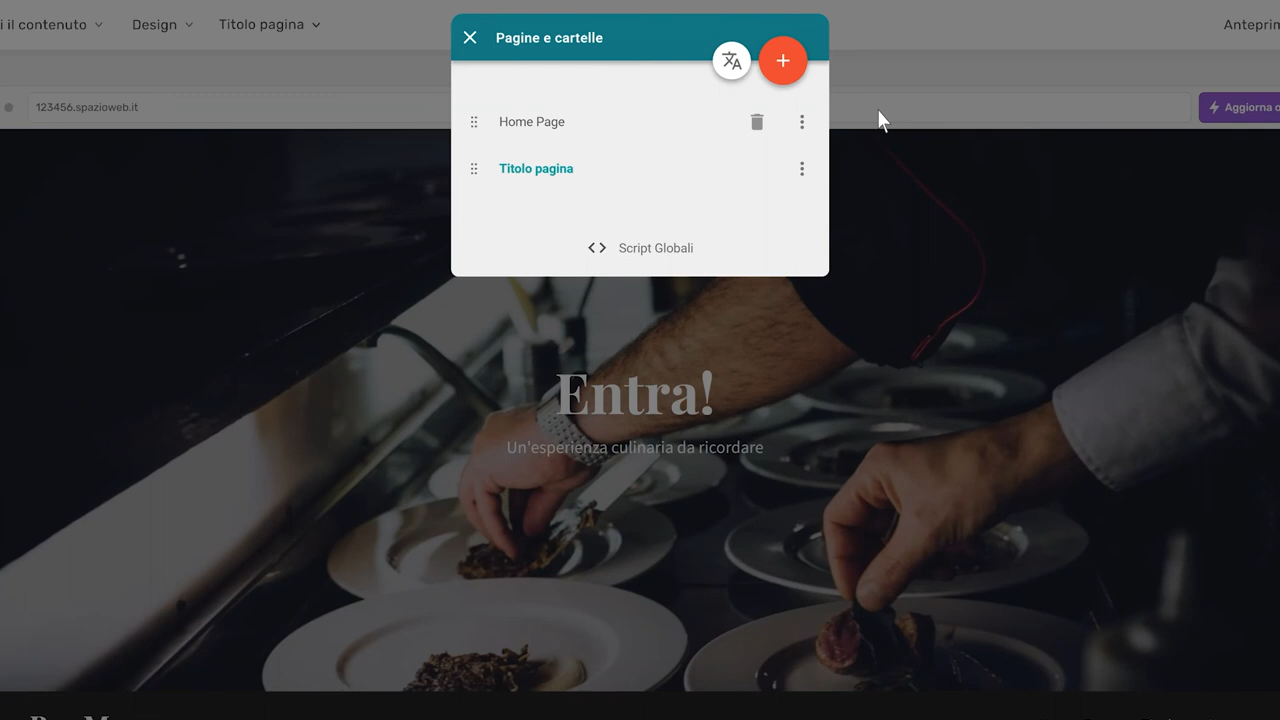 i il contenuto
Design
Titolo pagina
Pagine e cartelle
Anteprim
123456.spazioweb.it
Aggiorna o
Home Page
Titolo pagina
Script Globali
Entra!
Un'esperienza culinaria da ricordare